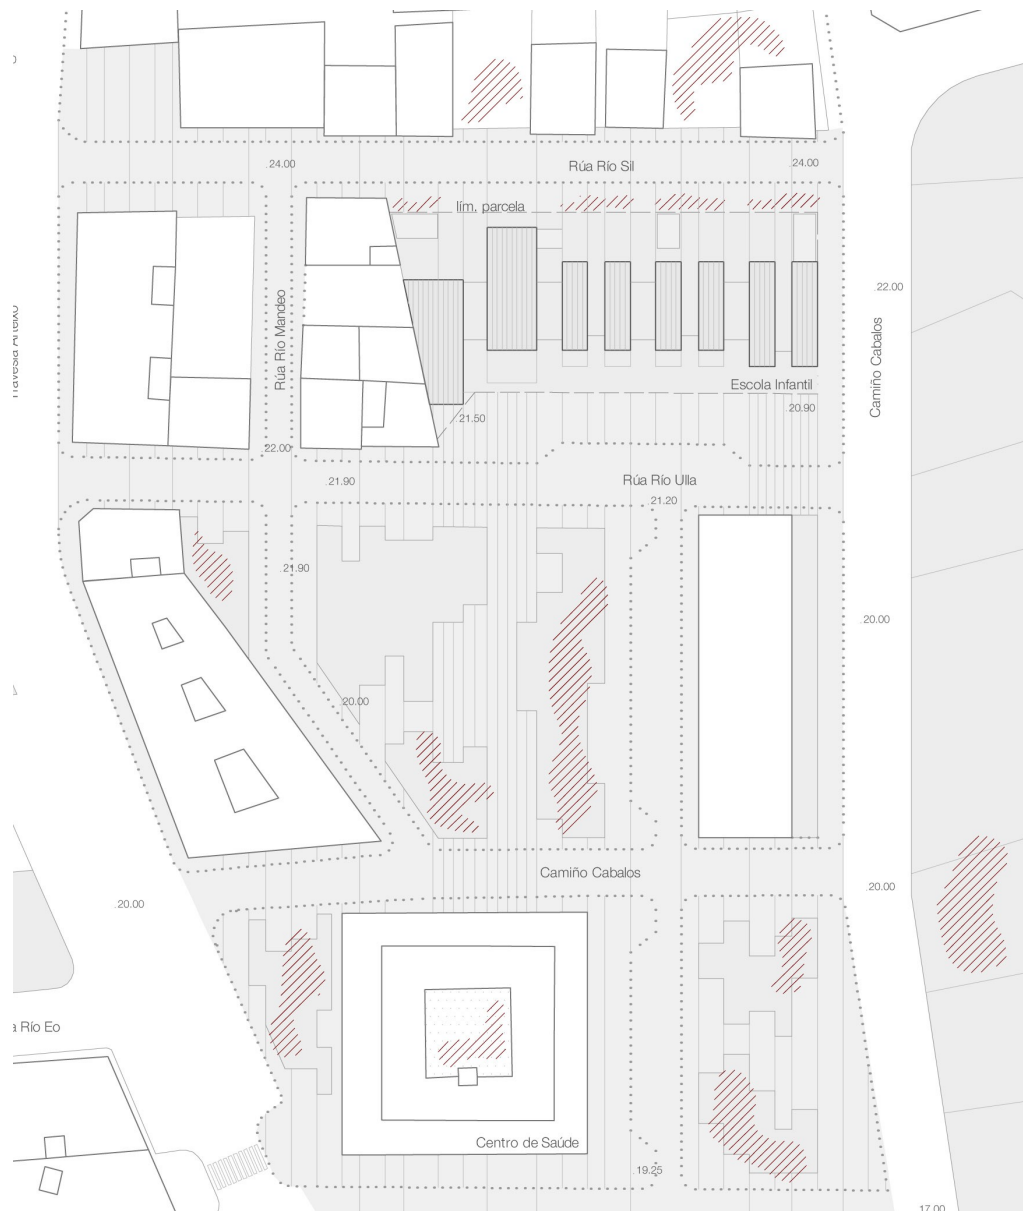 .24.00
Rúa Río Sil
.24.00
lím. parcela
.22.00
Rúa Río Mandeo
Camiño Cabalos
Escola Infantil
.20.90
.21.50
.22.00
.21.90
Rúa Río Ulla
.21.20
.21.90
.20.00
.20.00
Camiño Cabalos
.20.00
.20.00
a Río Eo
Centro de Saúde
.19.25
17.00